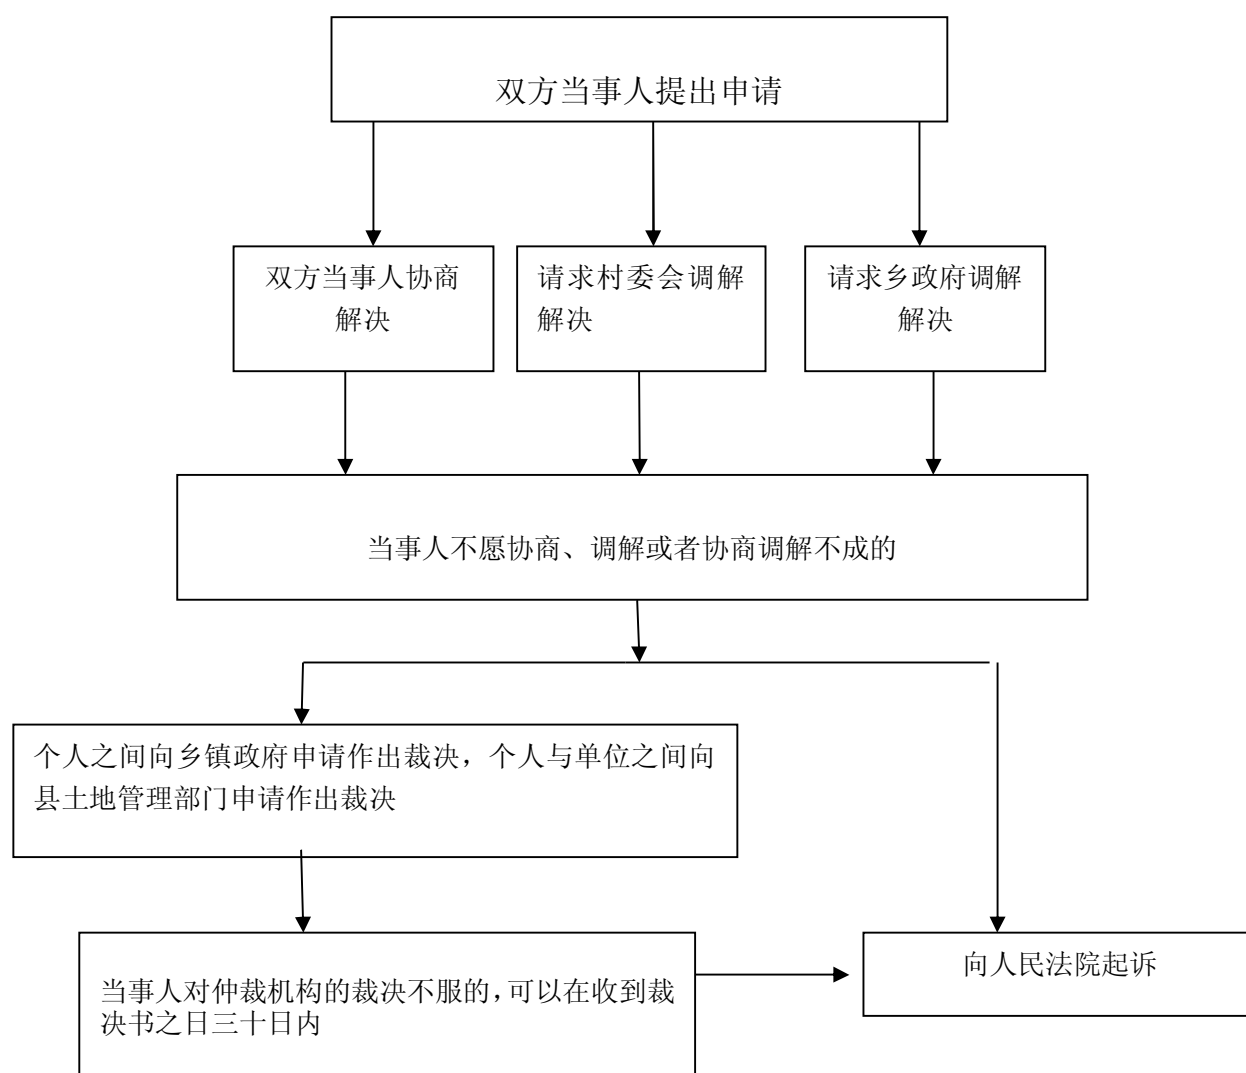 双方当事人提出申请
双方当事人协商
解决
请求村委会调解
解决
请求乡政府调解
解决
当事人不愿协商、调解或者协商调解不成的
个人之间向乡镇政府申请作出裁决，个人与单位之间向
县土地管理部门申请作出裁决
当事人对仲裁机构的裁决不服的，可以在收到裁
决书之日三十日内
向人民法院起诉